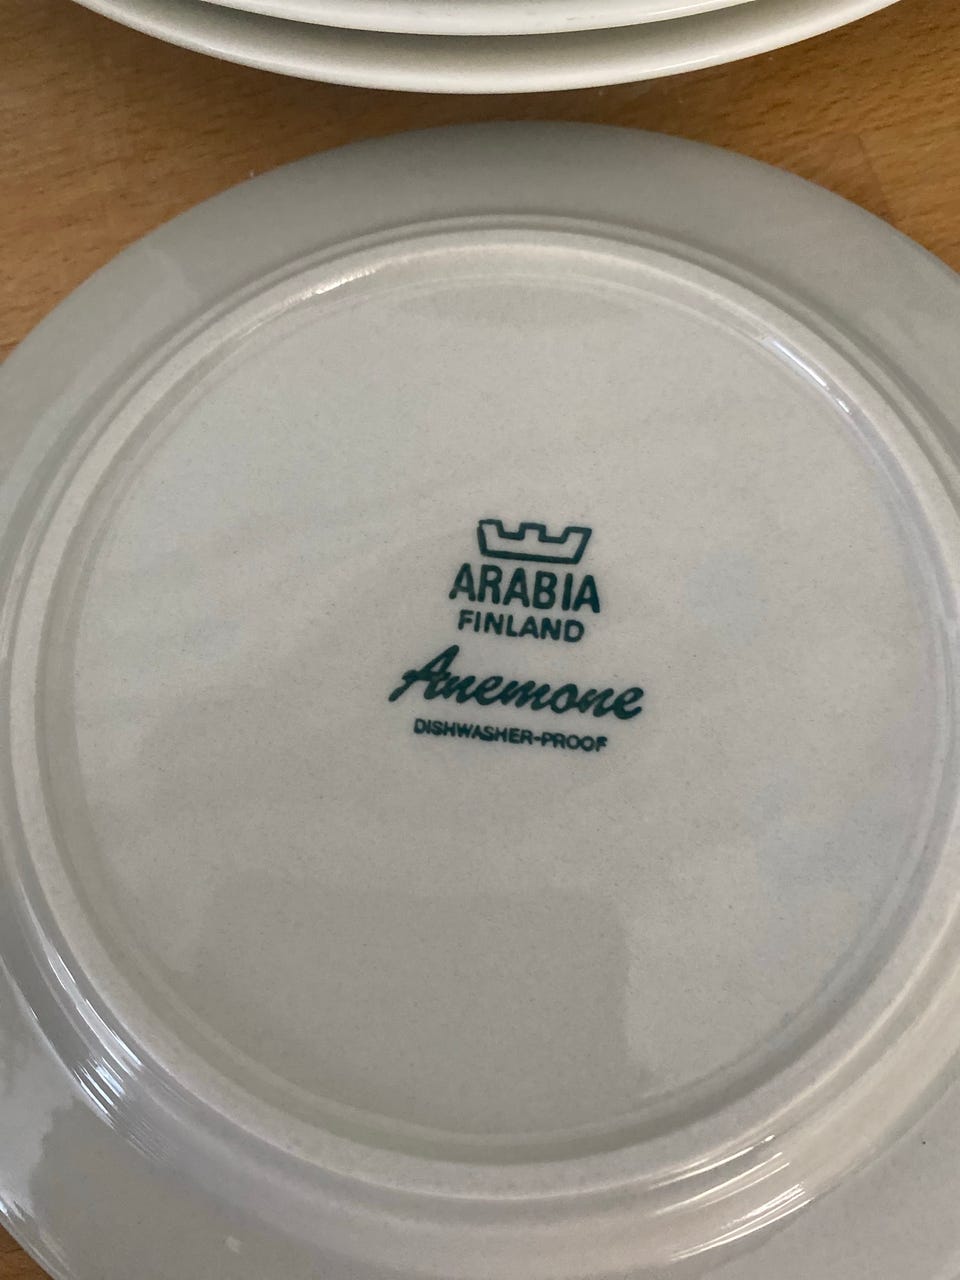 ARABIA
FINLAND
Anemone
DISHWASHER-PROOF